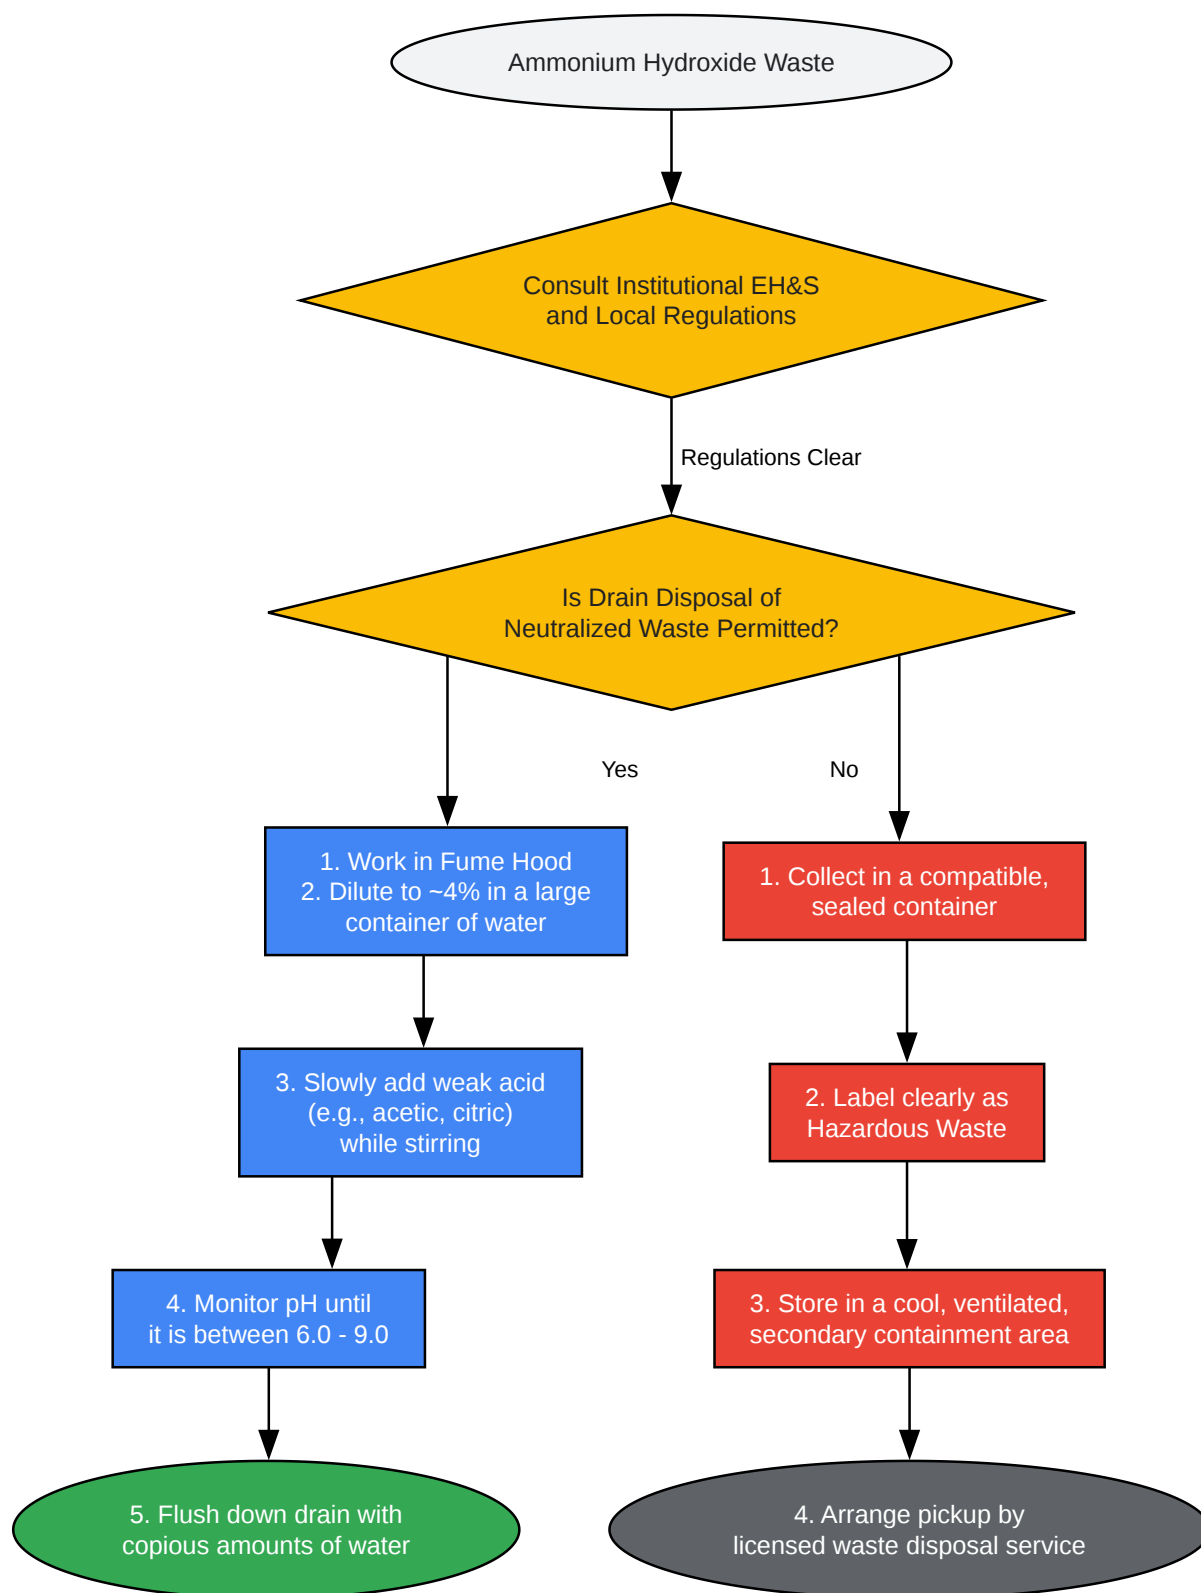 Ammonium Hydroxide Waste
Consult Institutional EH&S
and Local Regulations
Regulations Clear
Is Drain Disposal of
Neutralized Waste Permitted?
Yes
No
1. Work in Fume Hood
2. Dilute to ~4% in a large
container of water
1. Collect in a compatible,
sealed container
3. Slowly add weak acid
(e.g., acetic, citric)
while stirring
2. Label clearly as
Hazardous Waste
4. Monitor pH until
it is between 6.0 - 9.0
3. Store in a cool, ventilated,
secondary containment area
5. Flush down drain with
copious amounts of water
4. Arrange pickup by
licensed waste disposal service